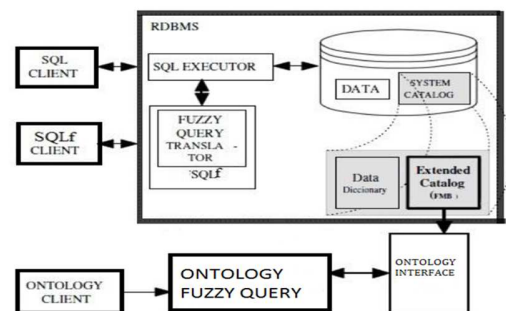 RDBMS
SQL
CLIENT
SQL EXECUTOR
DATA
SYSTEM
CATALOG
SQLf
CLIENT
FUZZY
QUERY
TRANSLA -
TOR
SQLf
Data
Diccionary
Extended
Catalog
(FMB )
ONTOLOGY
INTERFACE
ONTOLOGY
CLIENT
ONTOLOGY
FUZZY QUERY